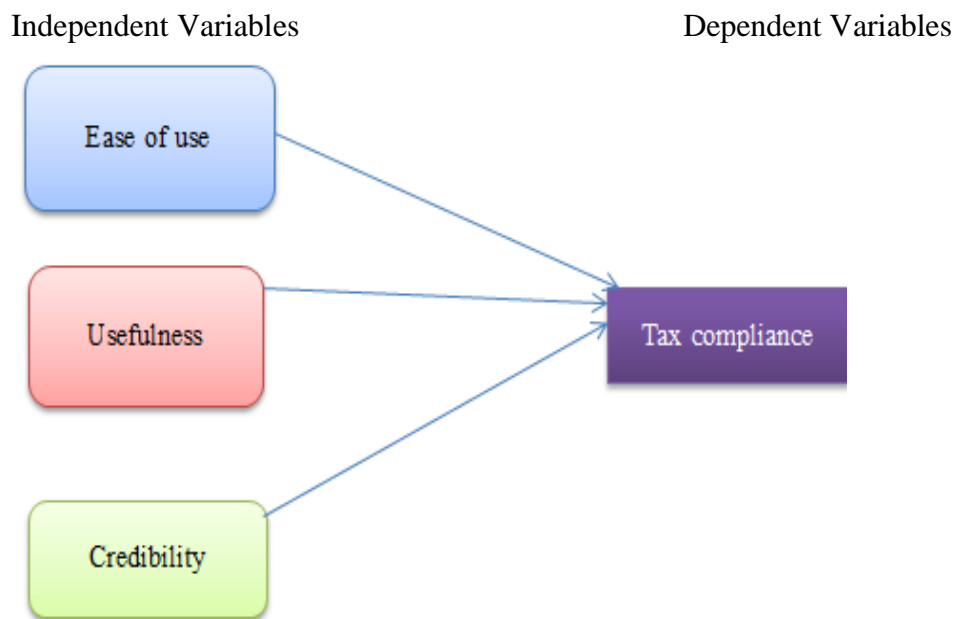 Independent Variables
Dependent Variables
Ease of use
Usefulness
Tax compliance
Credibility